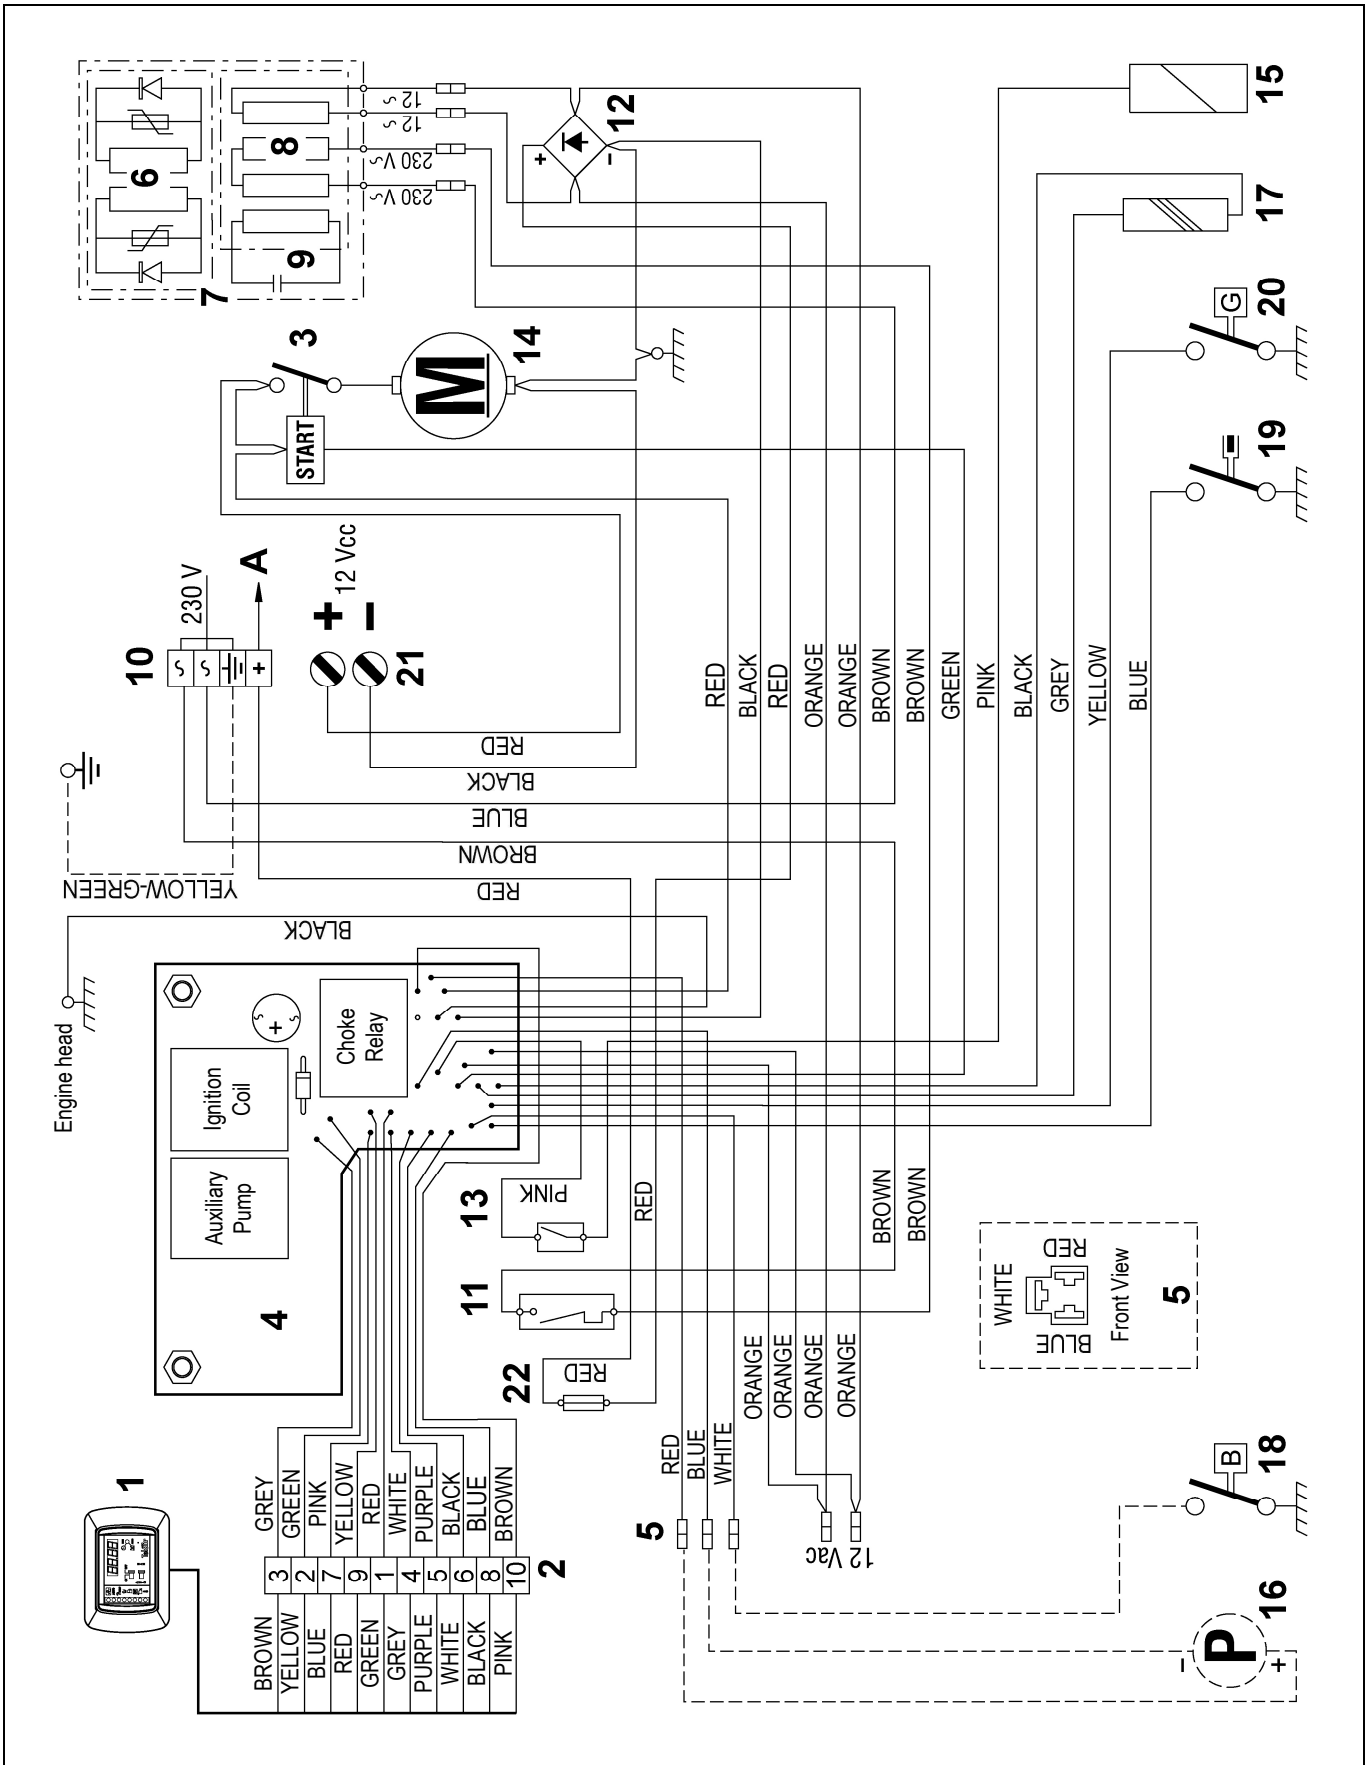 15
12 ~
12 ~
12
8
6
+
-
230 V~
230 V~
17
9
7
20
G
3
14
M
START
19
A
12 Vcc
230 V
+
-
10
~
~
+
21
RED
BLACK
RED
ORANGE
ORANGE
BROWN
BROWN
GREEN
PINK
BLACK
GREY
YELLOW
BLUE
RED
BLACK
BLUE
BROWN
RED
YELLOW-GREEN
BLACK
Engine head
~
+
~
Choke
Relay
Ignition
Coil
Auxiliary
Pump
4
13
PINK
RED
BROWN
BROWN
11
22
RED
WHITE
RED
BLUE
Front View
5
ORANGE
ORANGE
ORANGE
ORANGE
RED
BLUE
WHITE
5
12 Vac
18
B
1
GREY
GREEN
PINK
YELLOW
RED
WHITE
PURPLE
BLACK
BLUE
BROWN
3
2
7
9
1
4
5
6
8
10
2
BROWN
YELLOW
BLUE
RED
GREEN
GREY
PURPLE
WHITE
BLACK
PINK
16
P
-
+